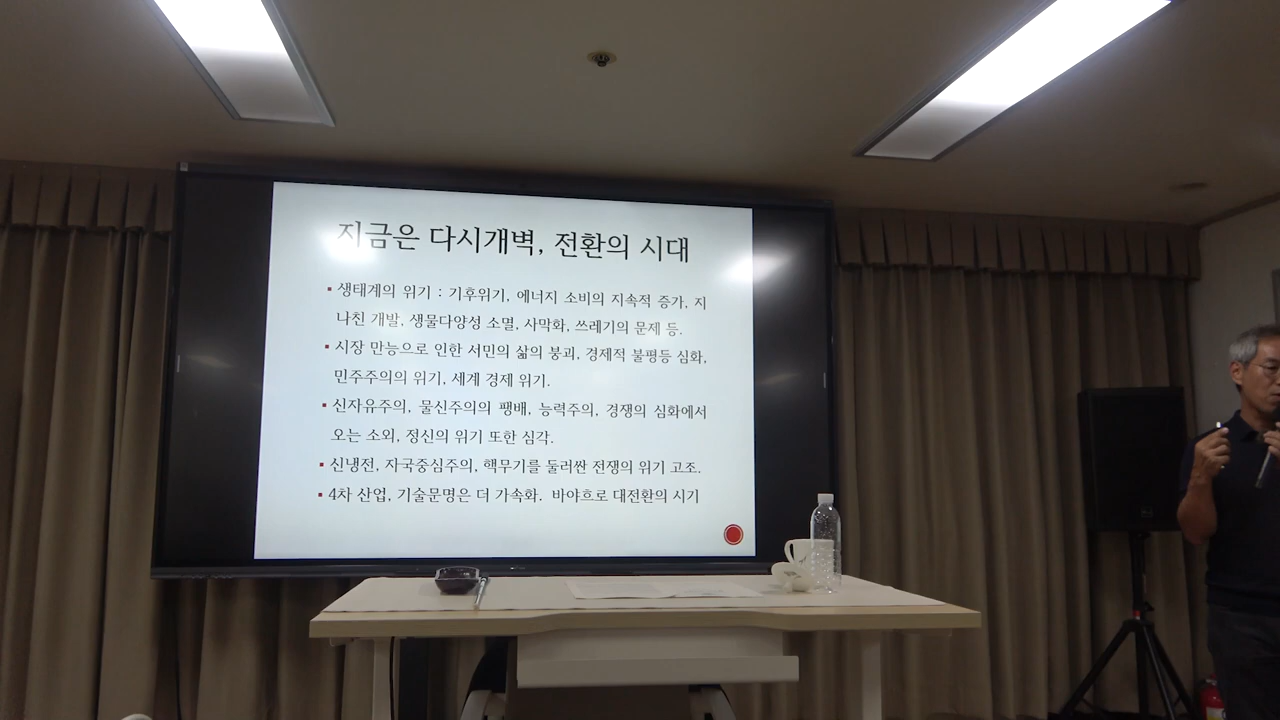 지금은 다시개벽, 전환의 시대
▪ 생태계의 위기 : 기후위기, 에너지 소비의 지속적 증가, 지
나친 개발, 생물다양성 소멸, 사막화, 쓰레기의 문제 등.
▪ 시장 만능으로 인한 서민의 삶의 붕괴, 경제적 불평등 심화,
민주주의의 위기, 세계 경제 위기.
▪ 신자유주의, 물신주의의 팽배, 능력주의, 경쟁의 심화에서
오는 소외, 정신의 위기 또한 심각.
▪ 신냉전, 자국중심주의, 핵무기를 둘러싼 전쟁의 위기 고조.
▪ 4차 산업, 기술문명은 더 가속화. 바야흐로 대전환의 시기